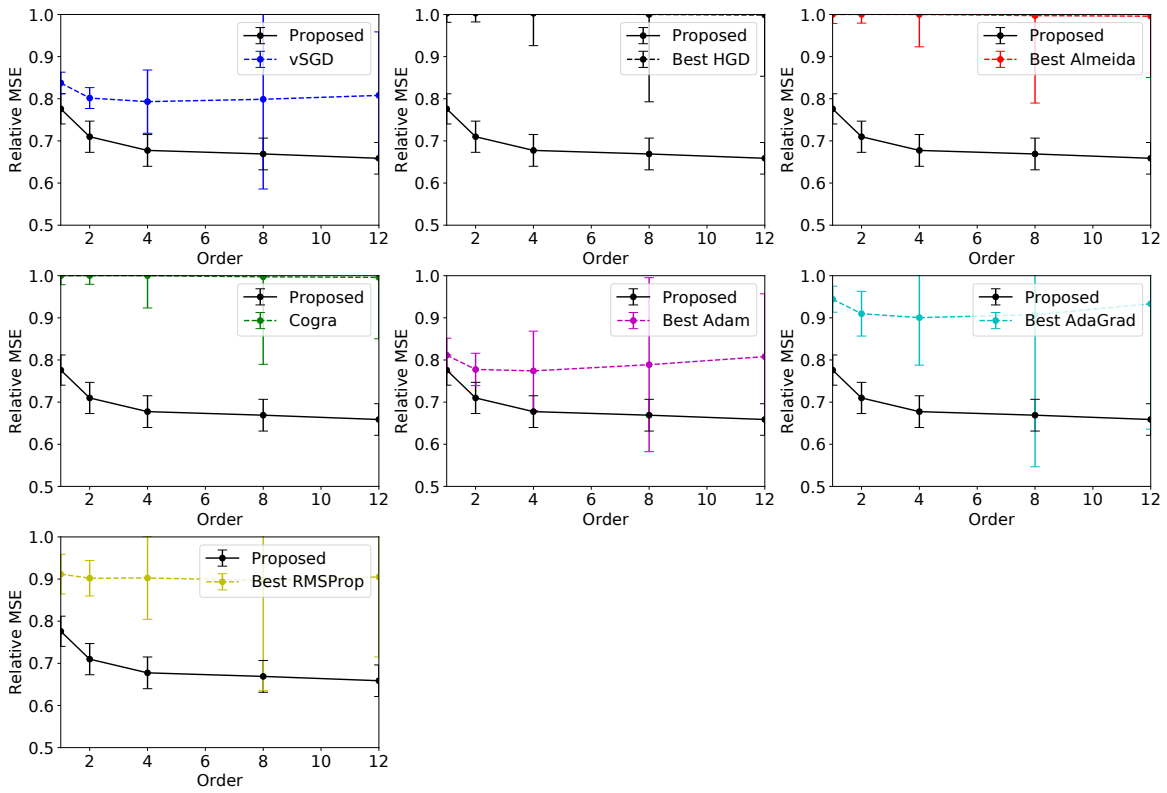 Relative MSE
1.0
0.9
0.8
0.7
0.6
0.5
Proposed
vSGD
2 4 6 8 10 12
Order
Relative MSE
1.0
0.9
0.8
0.7
0.6
0.5
Proposed
Best HGD
2 4 6 8 10 12
Order
Relative MSE
1.0
0.9
0.8
0.7
0.6
0.5
Proposed
Best Almeida
2 4 6 8 10 12
Order
Relative MSE
1.0
0.9
0.8
0.7
0.6
0.5
Proposed
Cogra
2 4 6 8 10 12
Order
Relative MSE
1.0
0.9
0.8
0.7
0.6
0.5
Proposed
Best Adam
2 4 6 8 10 12
Order
Relative MSE
1.0
0.9
0.8
0.7
0.6
0.5
Proposed
Best AdaGrad
2 4 6 8 10 12
Order
Relative MSE
1.0
0.9
0.8
0.7
0.6
0.5
Proposed
Best RMSProp
2 4 6 8 10 12
Order